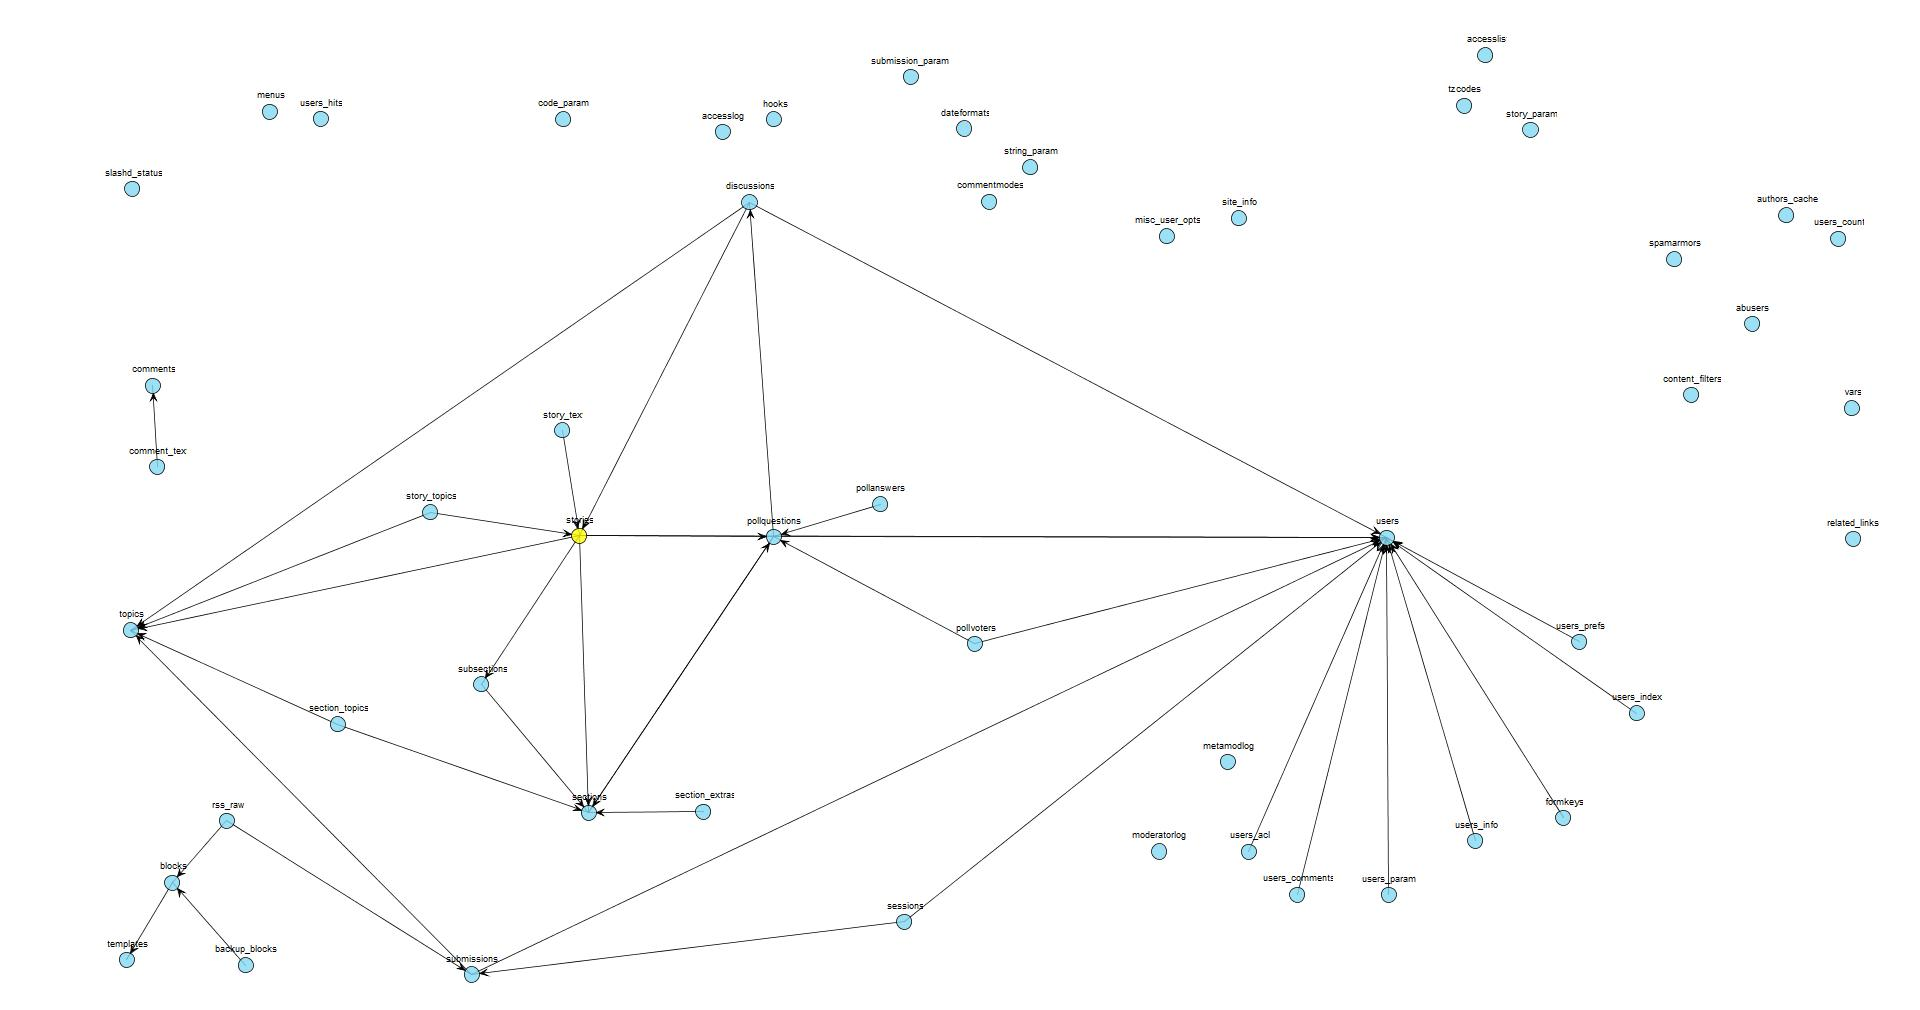 accesslis
submission_param
tzcodes
menus
users_hits
code_param
hooks
accesslog
dateformats
story_param
string_param
slashd_status
discussions
commentmodes
authors_cache
site_info
misc_user_opts
users_count
spamarmors
abusers
comments
content_filters
vars
story_tex
comment_tex
pollanswers
story_topics
stories
pollquestions
users
related_links
topics
pollvoters
users_prefs
subsections
users_index
section_topics
metamodlog
sections
section_extras
rss_raw
formkeys
users_info
moderatorlog
users_acl
blocks
users_comments
users_param
sessions
templates
backup_blocks
submissions